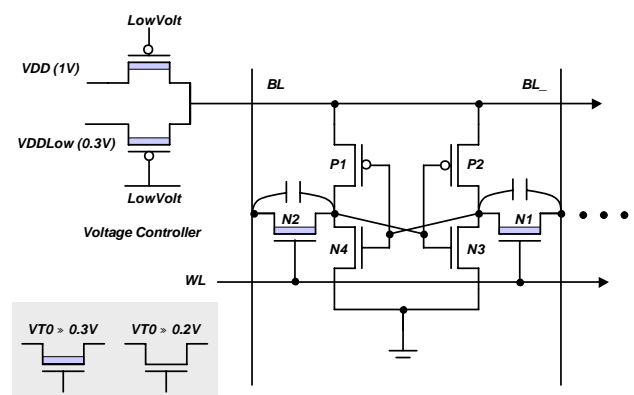 LowVolt
VDD (1V)
BL
BL_
VDDLow (0.3V)
P1
P2
LowVolt
N2
N1
Voltage Controller
N4
N3
WL
VT0 » 0.3V
VT0 » 0.2V